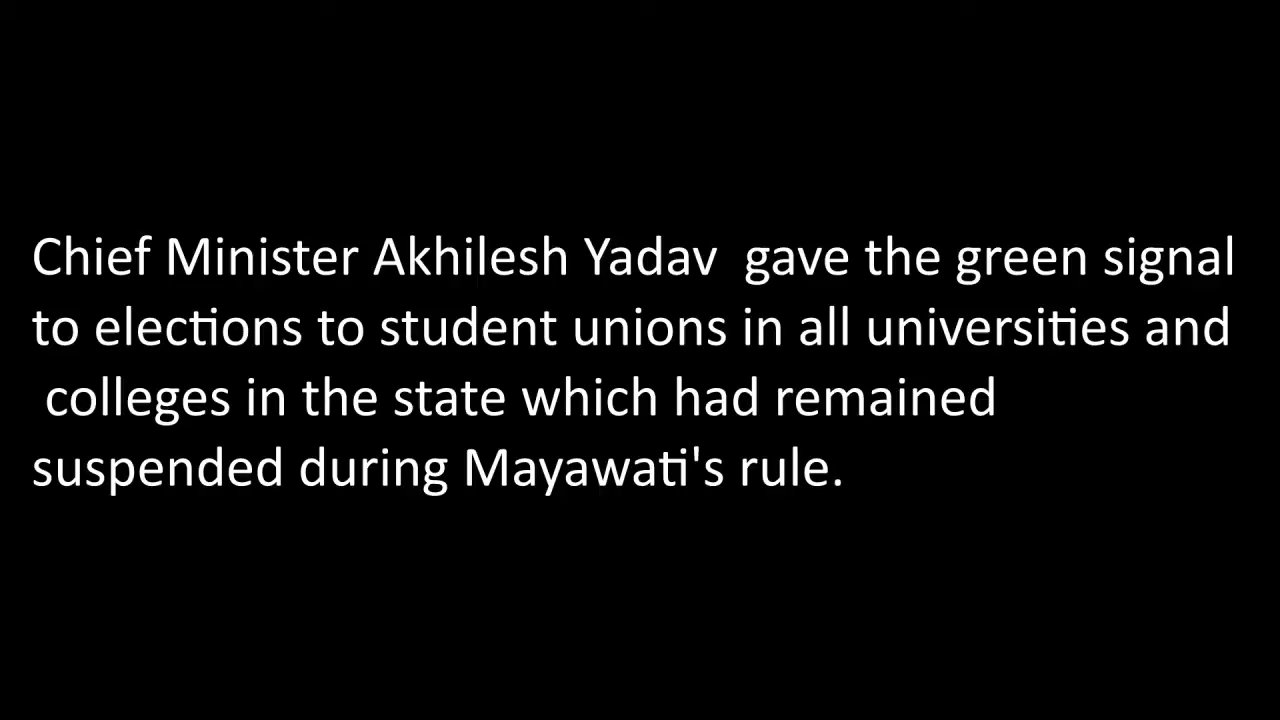 Chief Minister Akhilesh Yadav  gave the green signal
to elections to student unions in all universities and
colleges in the state which had remained
suspended during Mayawati's rule.